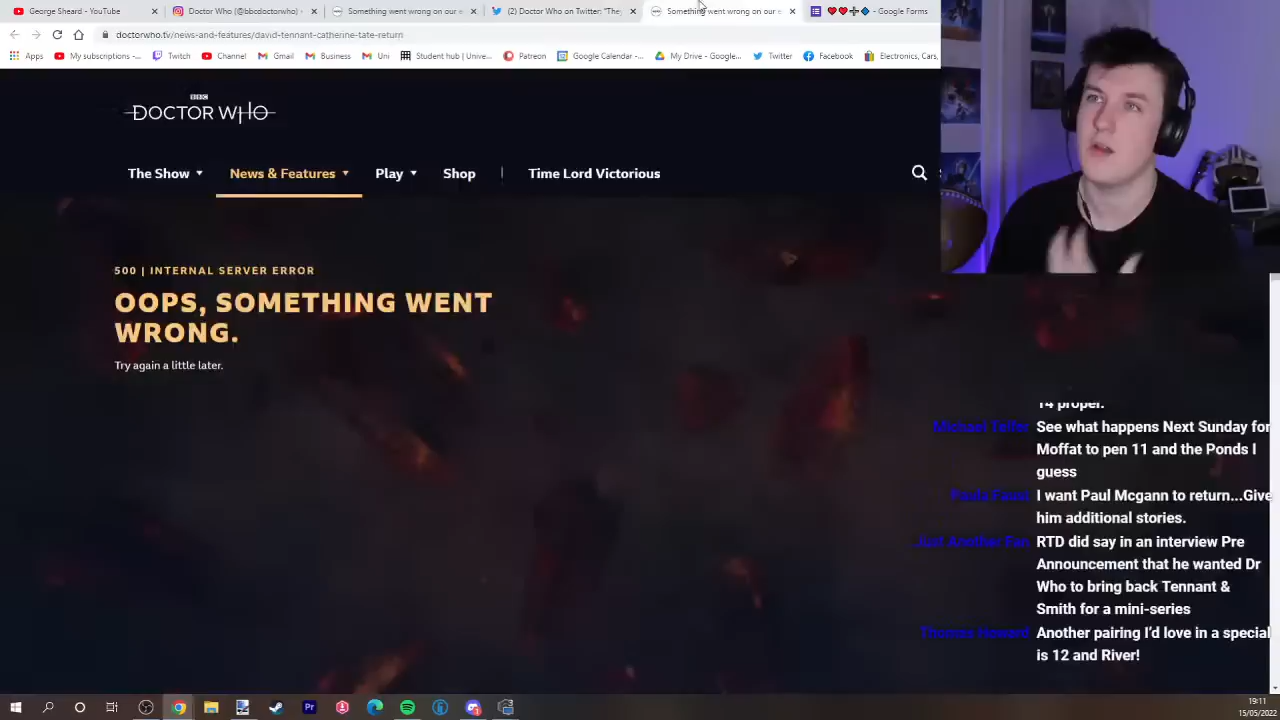 George Sheard - YouTube
Doctor Who (@bbcdoctorwho) •
Something went wrong on our e
(2) Doctor Who on Twitter: "The
Something went wrong on our e
- Google Forms
doctorwho.tv/news-and-features/david-tennant-catherine-tate-return
Apps
My subscriptions -...
Twitch
Channel
Gmail
Business
Uni
Student hub | Unive...
Patreon
Google Calendar -...
My Drive - Google...
Twitter
Facebook
Electronics, Cars,
BBC
DOCTOR WHO
The Show
News & Features
Play
Shop
Time Lord Victorious
500 | INTERNAL SERVER ERROR
OOPS, SOMETHING WENT
WRONG.
Try again a little later.
14 proper.
Michael Telfer See what happens Next Sunday for
Moffat to pen 11 and the Ponds I
guess
I want Paul Mcgann to return...Give
him additional stories.
Just Another Fan RTD did say in an interview Pre
Announcement that he wanted Dr
Who to bring back Tennant &
Smith for a mini-series
Thomas Howard Another pairing I'd love in a special
is 12 and River!
19:11
15/05/2022